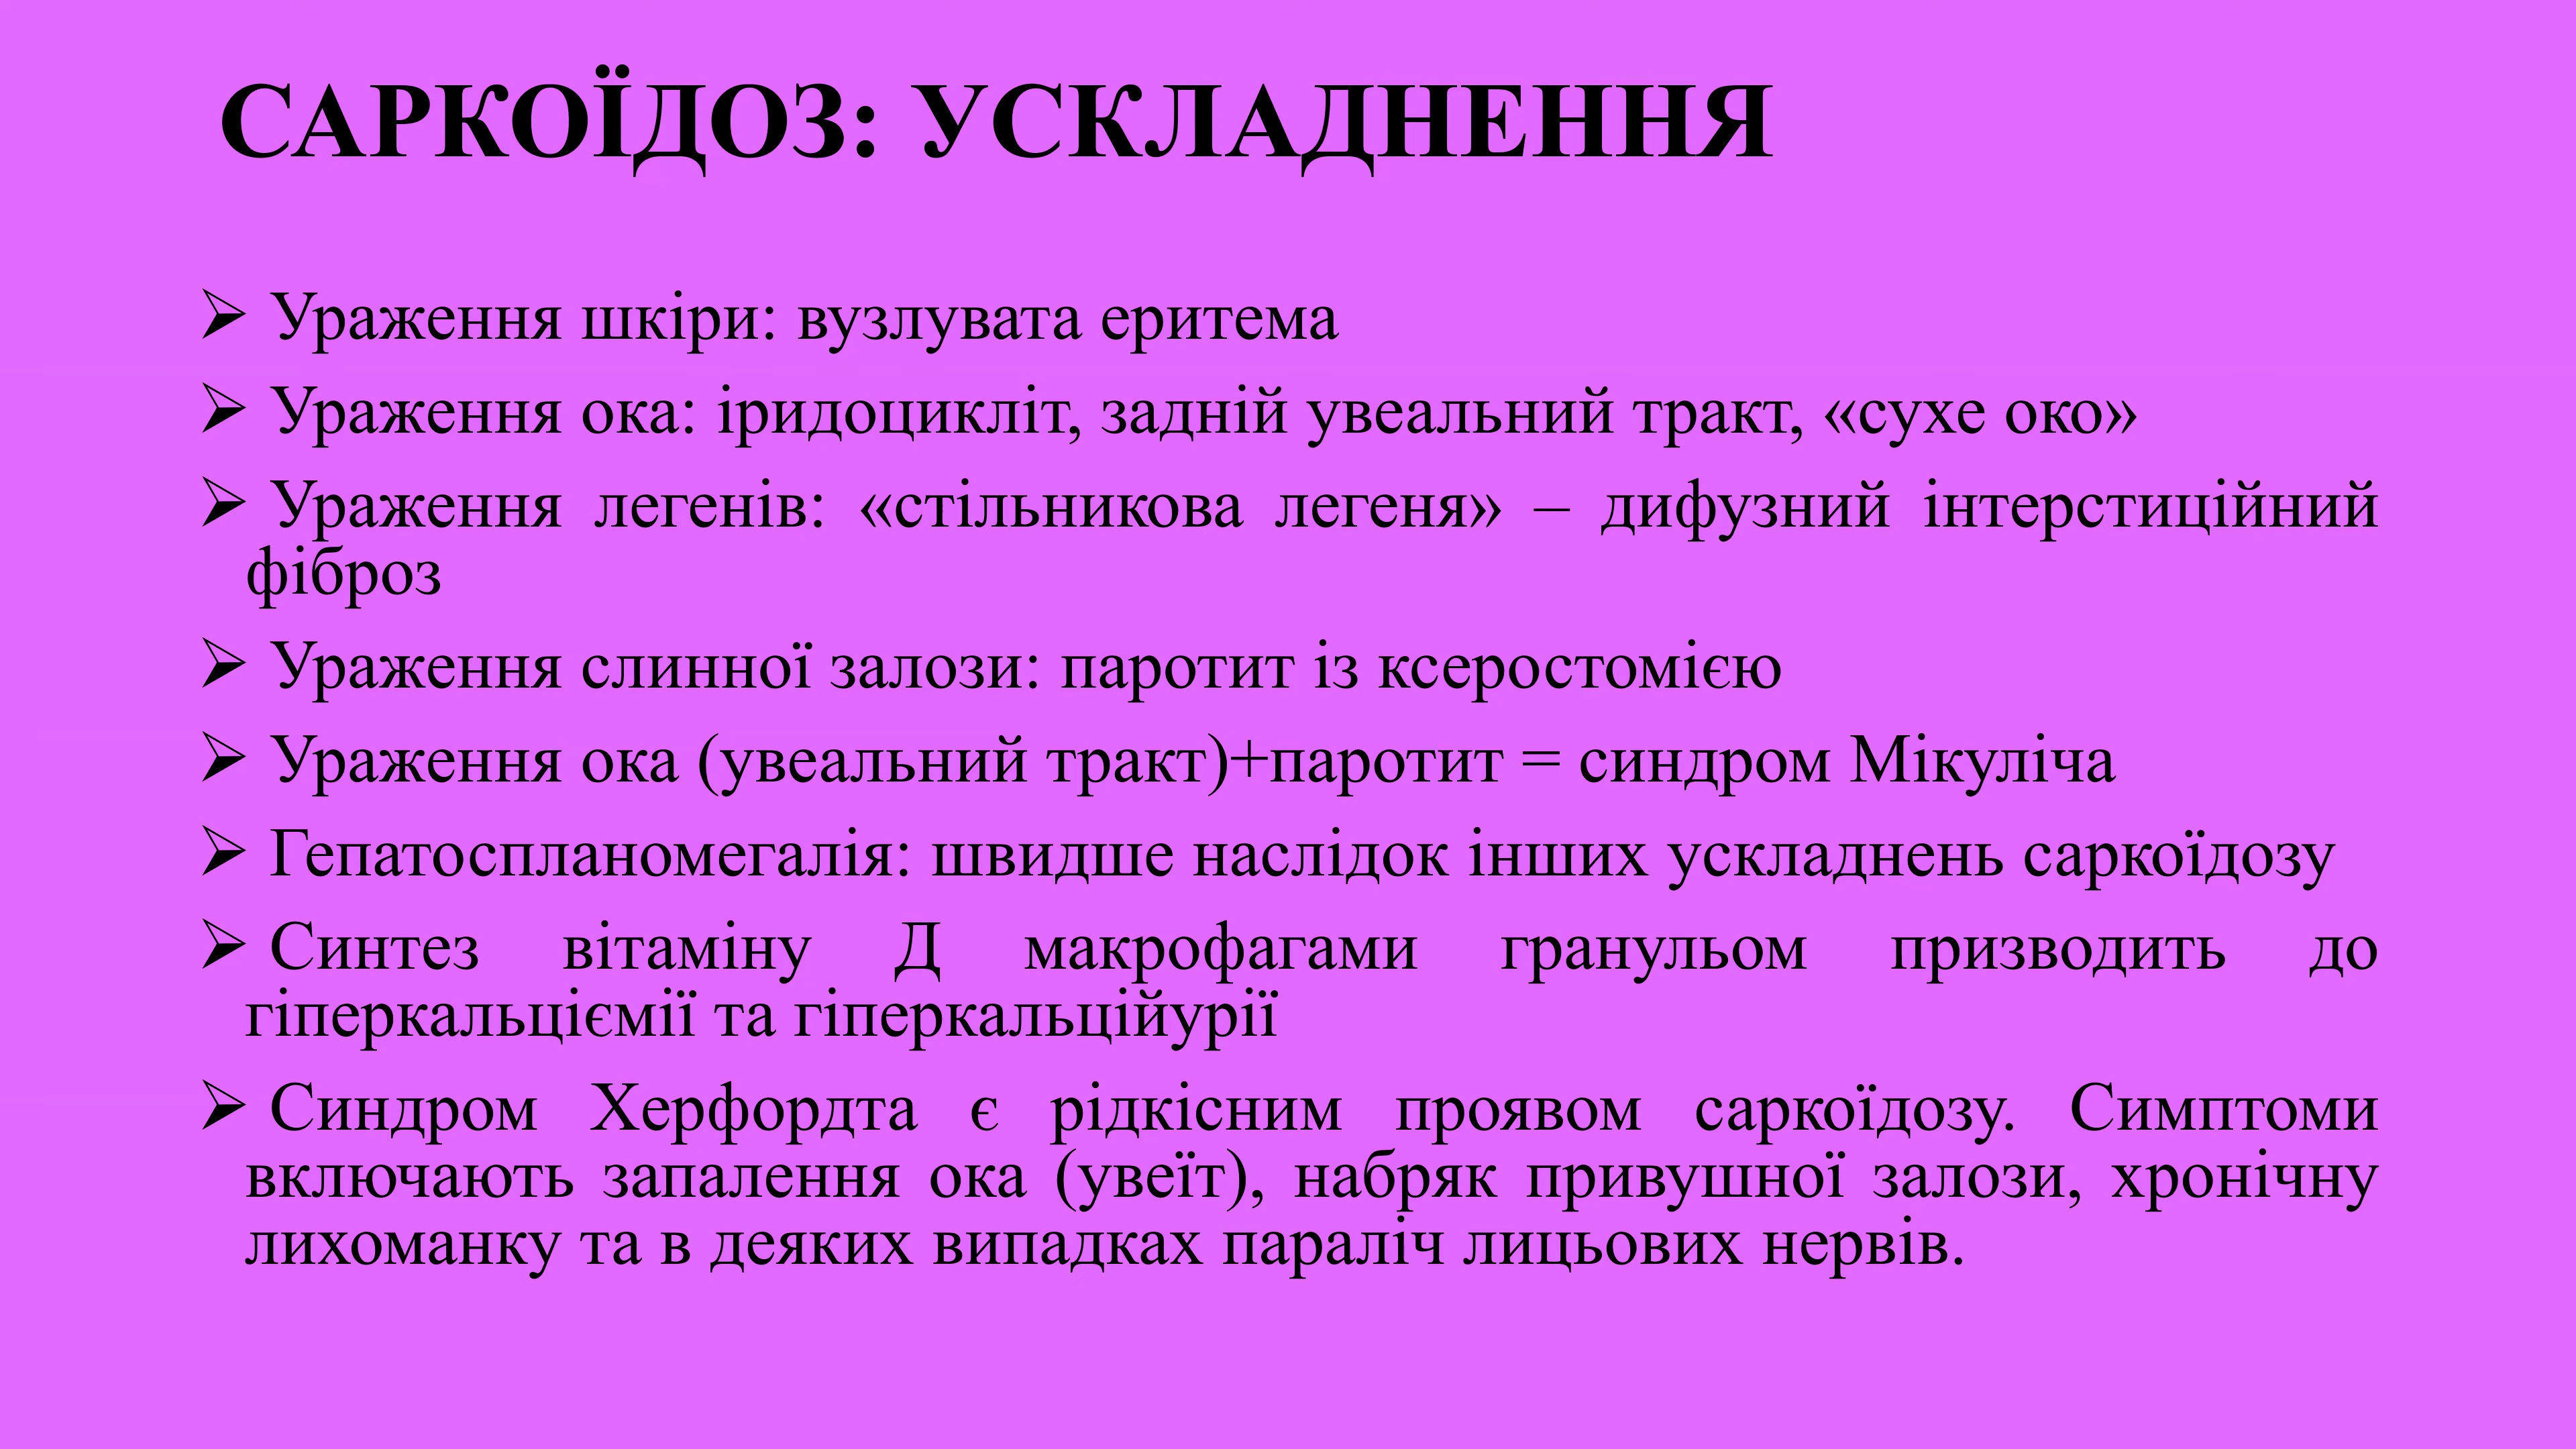 САРКОЇДОЗ: УСКЛАДНЕННЯ
➢ Ураження шкіри: вузлувата еритема
➢ Ураження ока: іридоцикліт, задній увеальний тракт, «сухе око»
➢ Ураження легенів: «стільникова легеня» – дифузний інтерстиційний
фіброз
➢ Ураження слинної залози: паротит із ксеростомією
➢ Ураження ока (увеальний тракт)+паротит = синдром Мікуліча
➢ Гепатоспланомегалія: швидше наслідок інших ускладнень саркоїдозу
➢ Синтез вітаміну Д макрофагами гранульом призводить до
гіперкальціємії та гіперкальційурії
➢ Синдром Херфордта є рідкісним проявом саркоїдозу. Симптоми
включають запалення ока (увеїт), набряк привушної залози, хронічну
лихоманку та в деяких випадках параліч лицьових нервів.